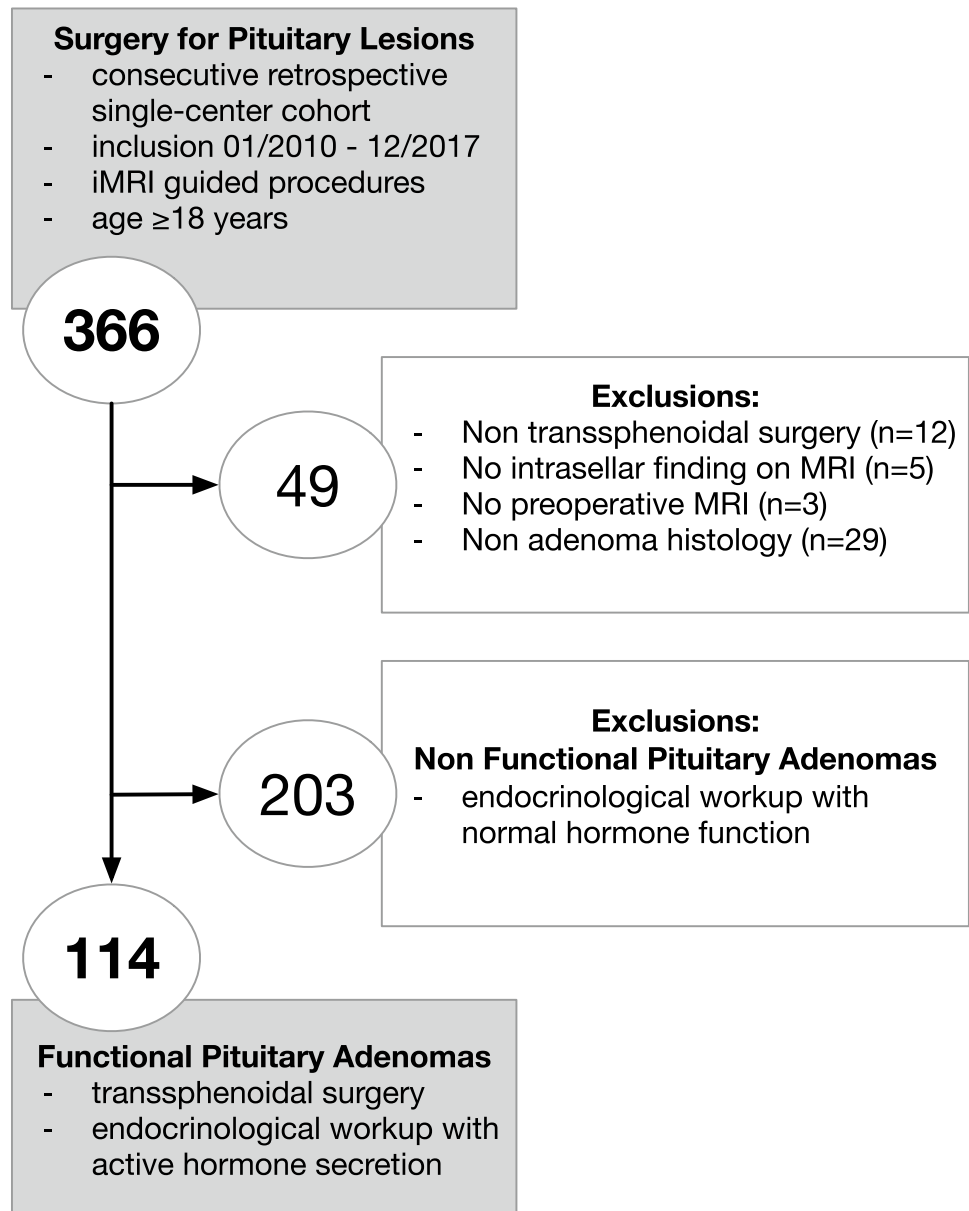 Surgery for Pituitary Lesions
- consecutive retrospective
single-center cohort
- inclusion 01/2010 - 12/2017
- iMRI guided procedures
- age ≥18 years
366
49
Exclusions:
- Non transsphenoidal surgery (n=12)
- No intrasellar finding on MRI (n=5)
- No preoperative MRI (n=3)
- Non adenoma histology (n=29)
203
Exclusions:
Non Functional Pituitary Adenomas
- endocrinological workup with
normal hormone function
114
Functional Pituitary Adenomas
- transsphenoidal surgery
- endocrinological workup with
active hormone secretion